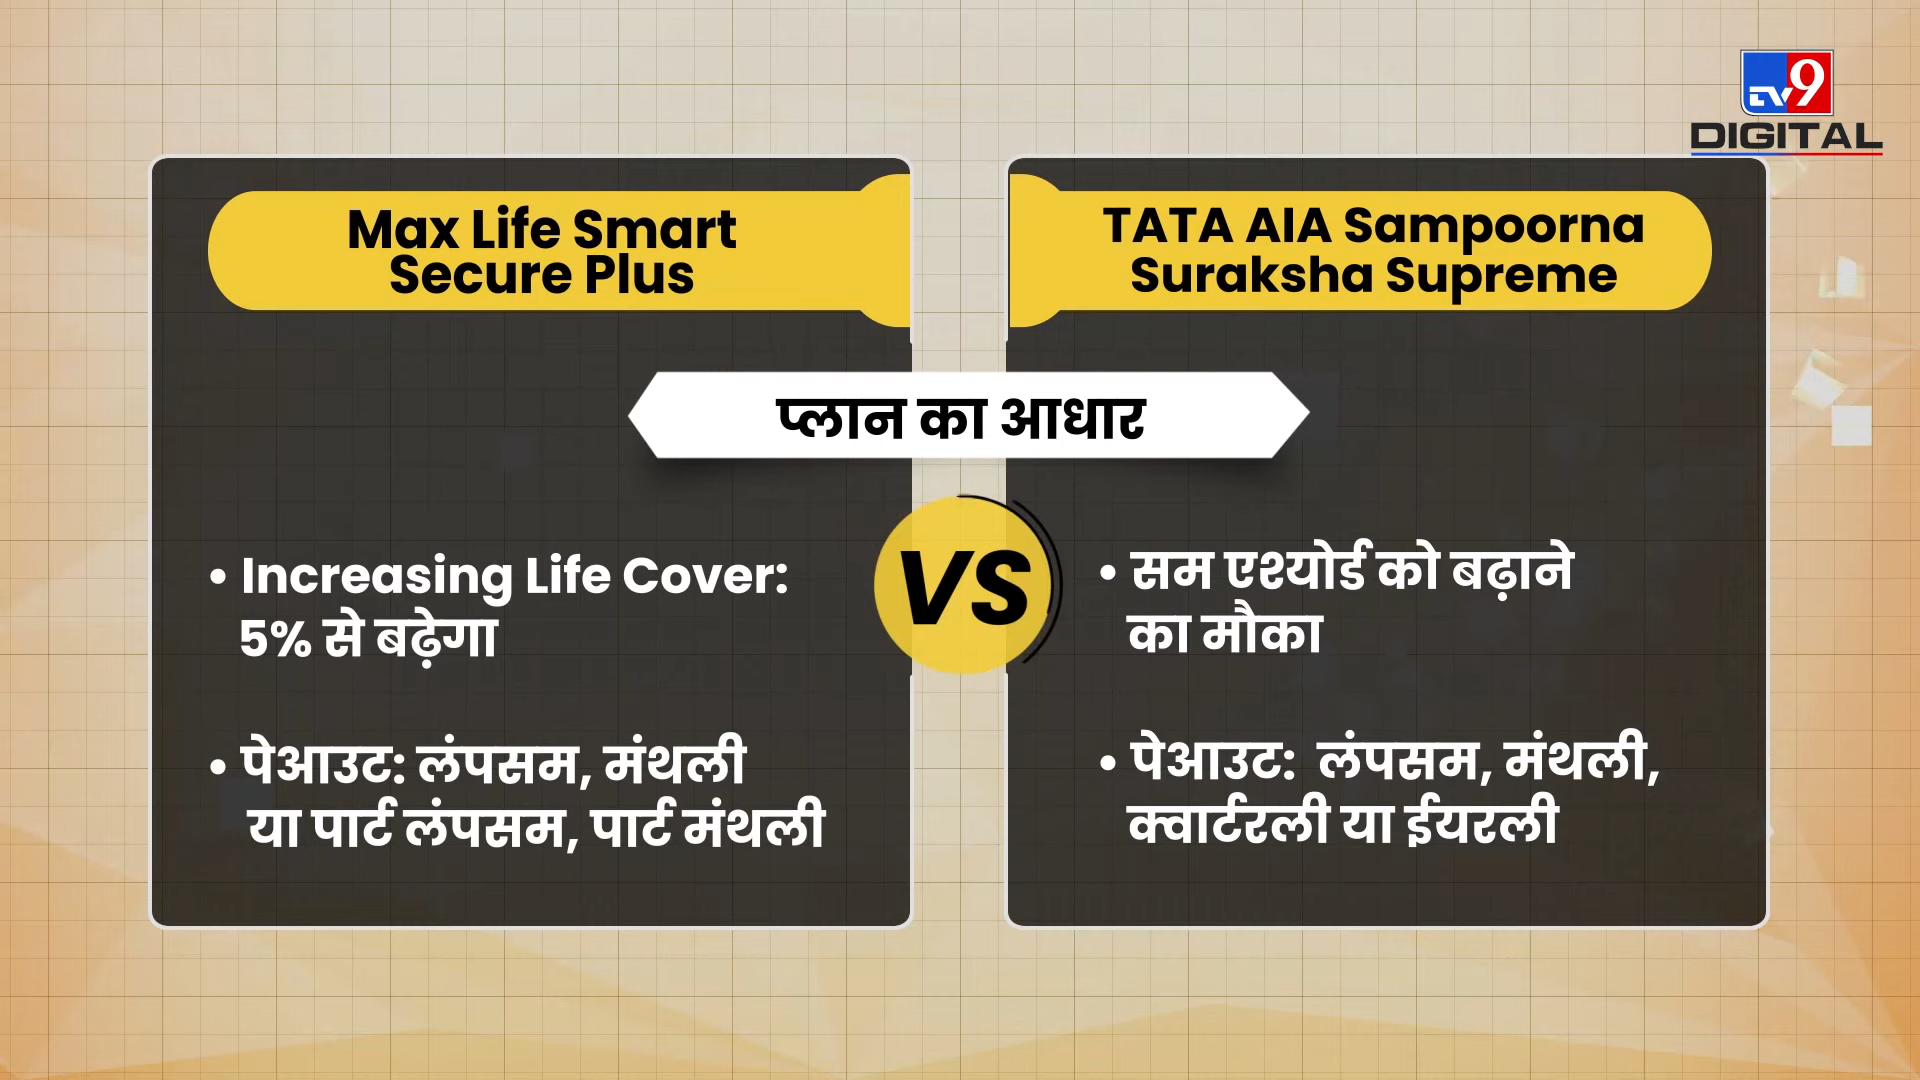 TV9
DIGITAL
Max Life Smart
Secure Plus
TATA AIA Sampoorna
Suraksha Supreme
प्लान का आधार
VS
• Increasing Life Cover:
5% से बढ़ेगा
• पेआउट: लंपसम, मंथली
या पार्ट लंपसम, पार्ट मंथली
• सम एश्योर्ड को बढ़ाने
का मौका
• पेआउट: लंपसम, मंथली,
क्वार्टरली या ईयरली